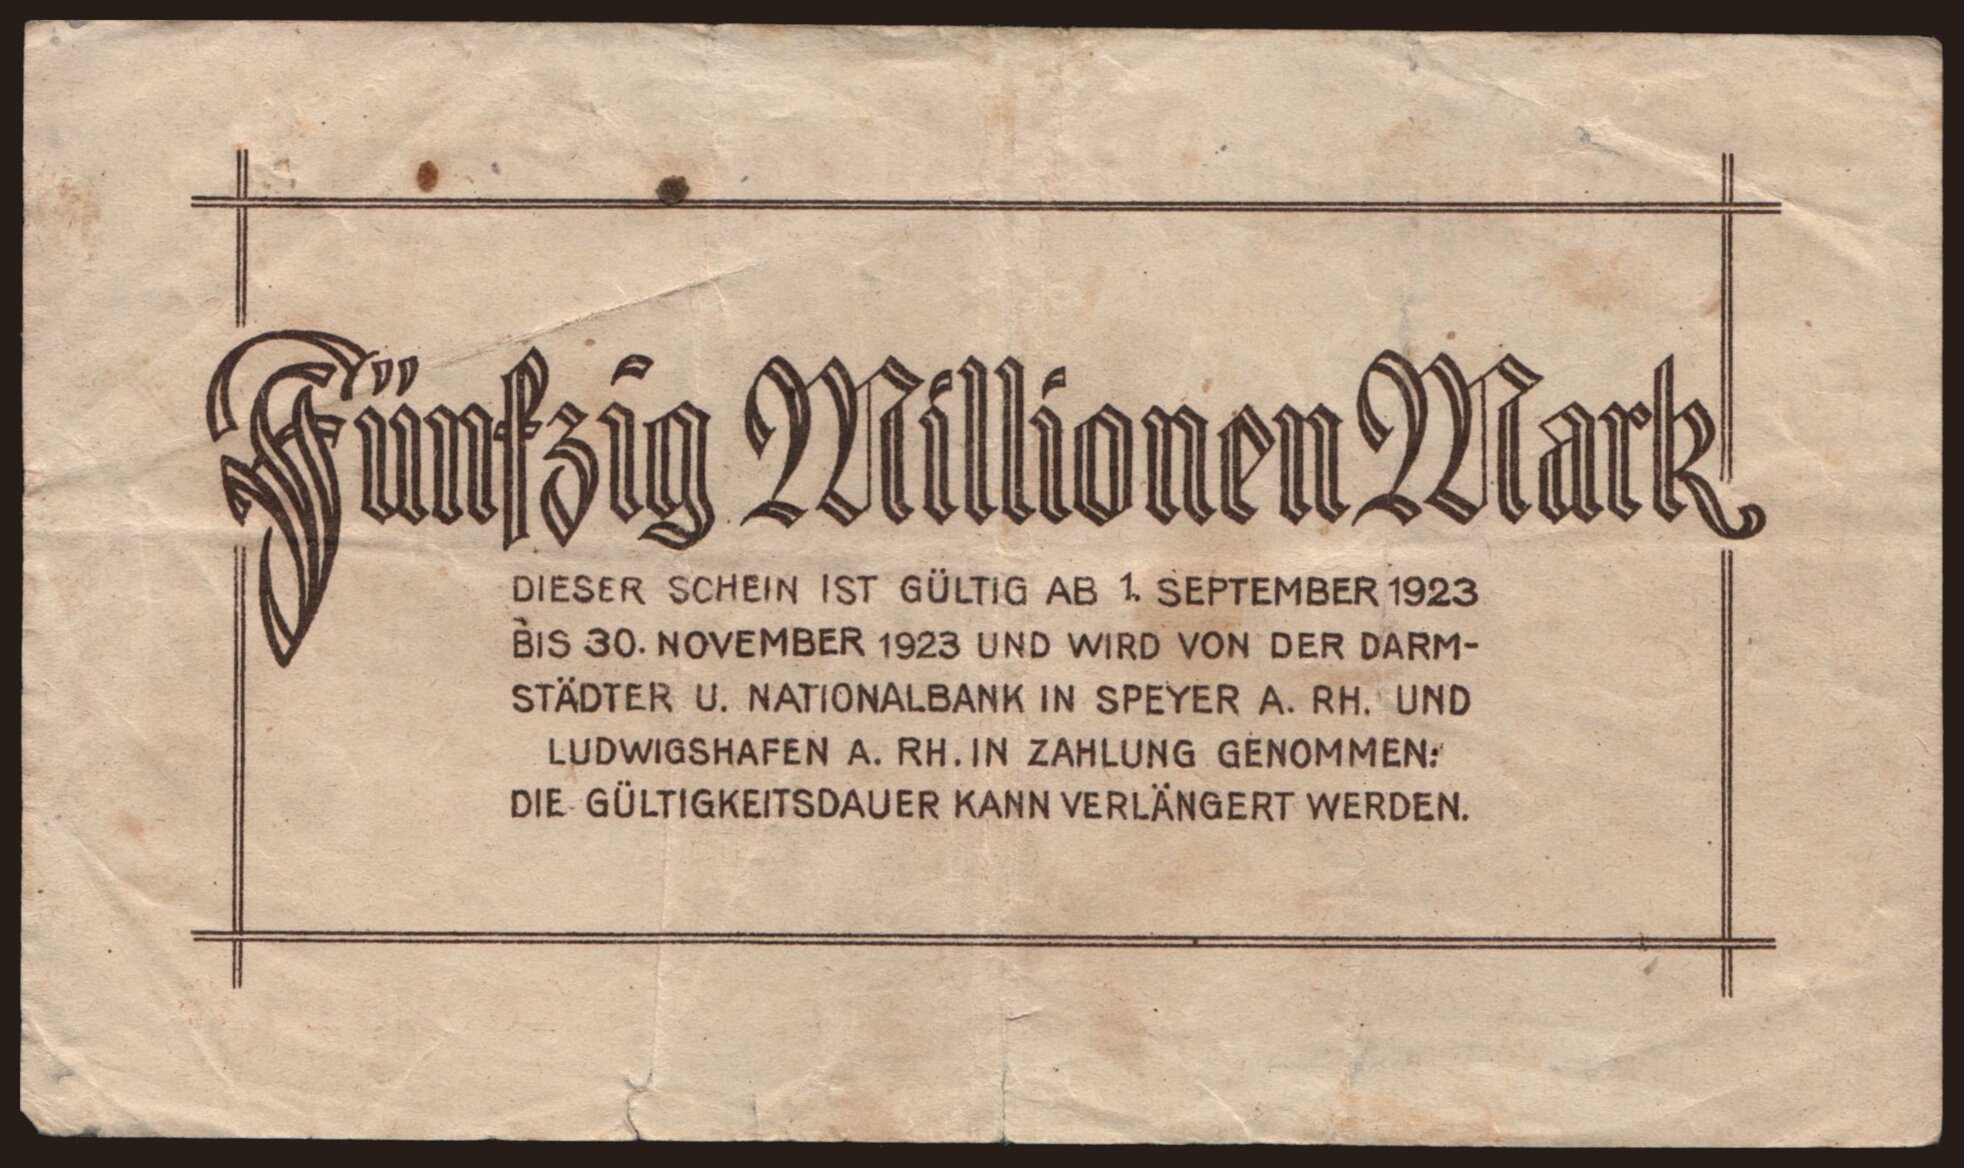 Fünfzig Millionen Mark
DIESER SCHEIN IST GÜLTIG AB 1. SEPTEMBER 1923
BIS 30. NOVEMBER 1923 UND WIRD VON DER DARM-
STÄDTER U. NATIONALBANK IN SPEYER A. RH. UND
LUDWIGSHAFEN A. RH. IN ZAHLUNG GENOMMEN.
DIE GÜLTIGKEITSDAUER KANN VERLÄNGERT WERDEN.